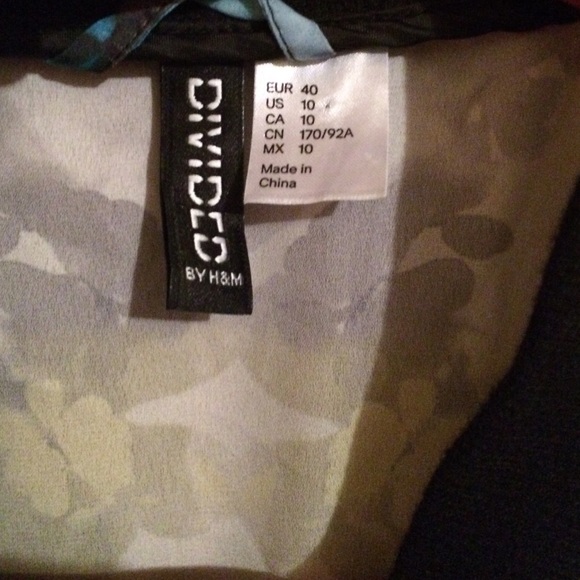 DIVIDED
BY H&M
EUR 40
US 10
CA 10
CN 170/92A
MX 10
Made in
China